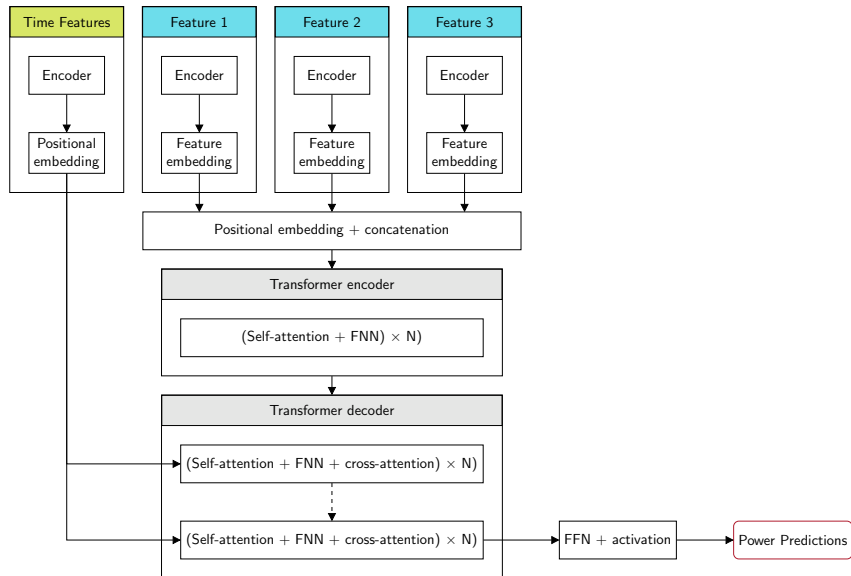 Time Features
Feature 1
Feature 2
Feature 3
Encoder
Encoder
Encoder
Encoder
Positional
embedding
Feature
embedding
Feature
embedding
Feature
embedding
Positional embedding + concatenation
Transformer encoder
(Self-attention + FNN) × N)
Transformer decoder
(Self-attention + FNN + cross-attention) × N)
(Self-attention + FNN + cross-attention) × N)
FFN + activation
Power Predictions